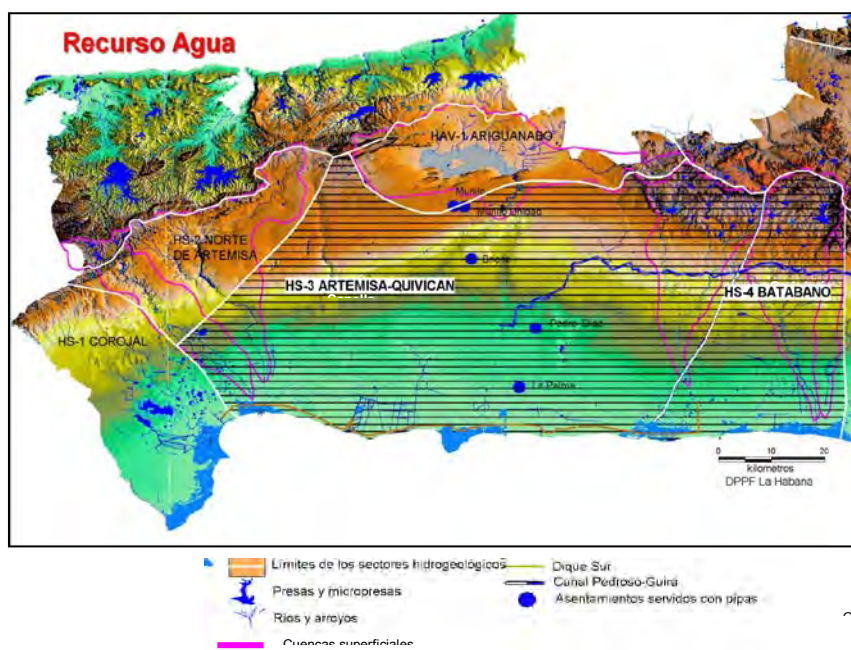 Recurso Agua
HAV-1 ARIGUANABO
HS-2 NORTE
DE ARTEMISA
HS-3 ARTEMISA-QUIVICAN
HS-4 BATABANO
Pedro Díaz
HS-1 COROJAL
La Palma
0 10 20
kilómetros
DPPF La Habana
Límites de los sectores hidrogeológicos
Presas y micropresas
Ríos y arroyos
Cuencas superficiales
Dique Sur
Canal Pedroso-Guira
Asentamientos servidos con pipas